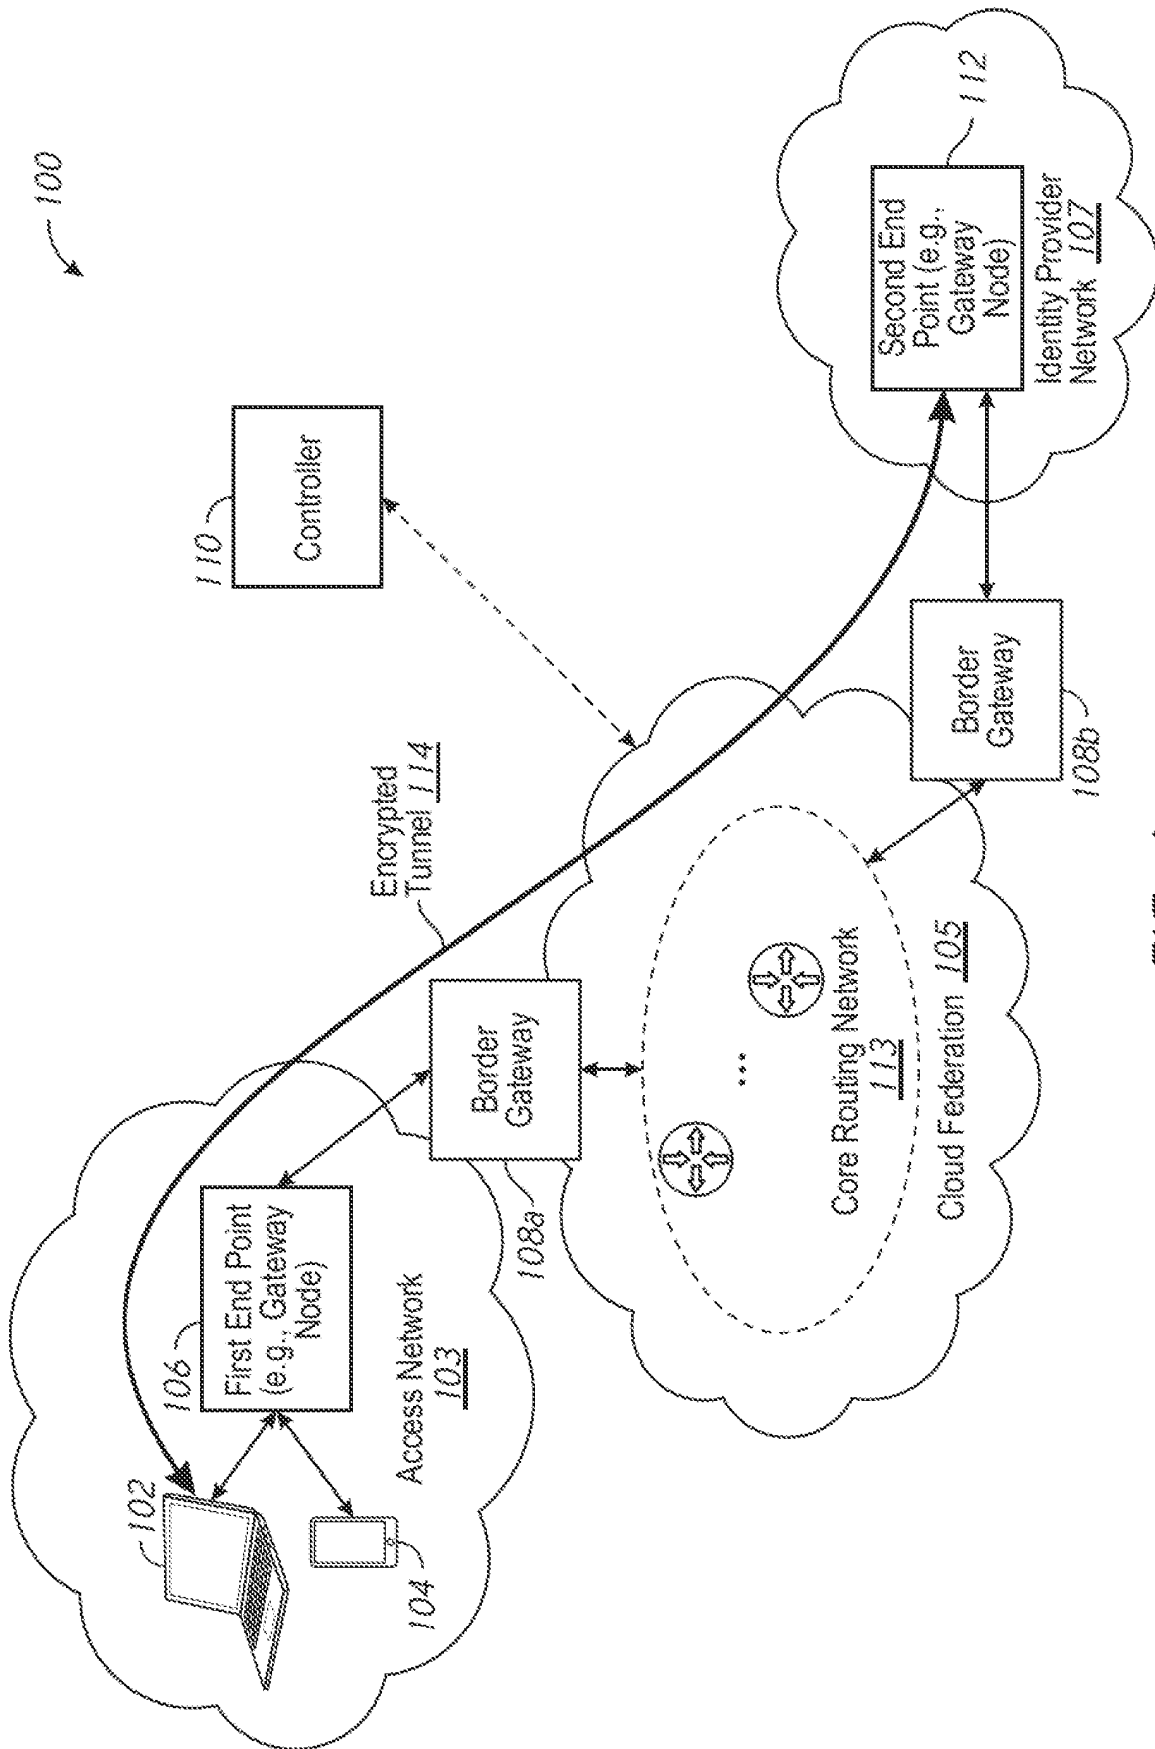 100
102
104
106
First End Point
(e.g., Gateway
Node)
Access Network
103
Encrypted
Tunnel 114
110
Controller
Border
Gateway
108a
Core Routing Network
113
...
Cloud Federation 105
Border
Gateway
108b
Second End
Point (e.g.,
Gateway
Node)
112
Identity Provider
Network 107